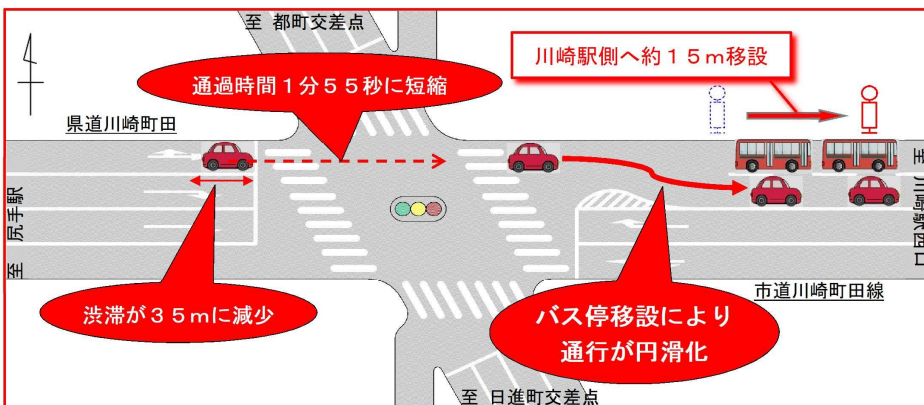 至 都町交差点
川崎駅側へ約15m移設
通過時間1分55秒に短縮
県道川崎町田
至 尻手駅
至 川崎駅西口
渋滞が35mに減少
バス停移設により
通行が円滑化
市道川崎町田線
至 日進町交差点